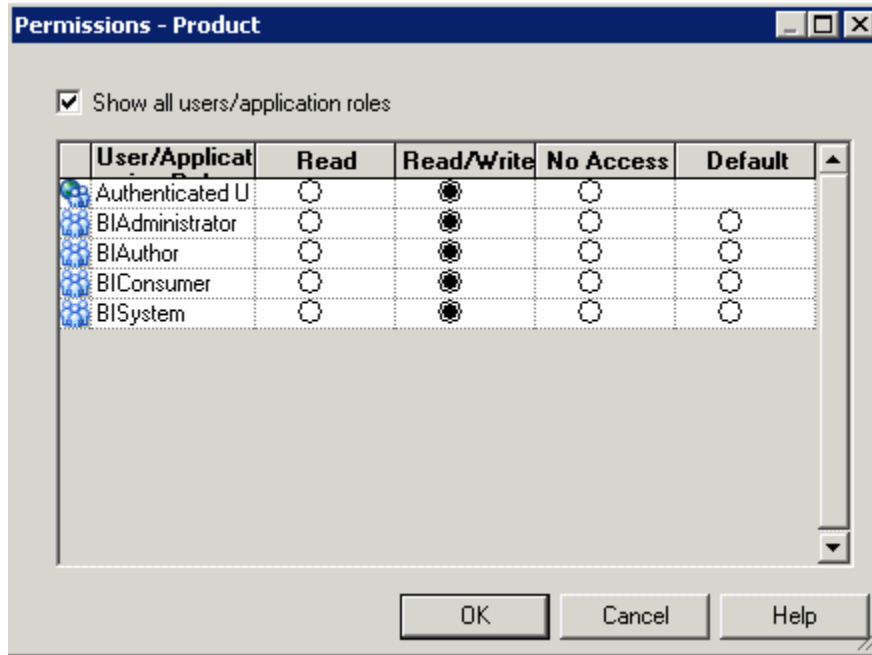 Permissions - Product
Show all users/application roles
User/Applicat Read Read/Write No Access Default
Authenticated U
BIAdministrator
BIAuthor
BIConsumer
BISystem
OK Cancel Help